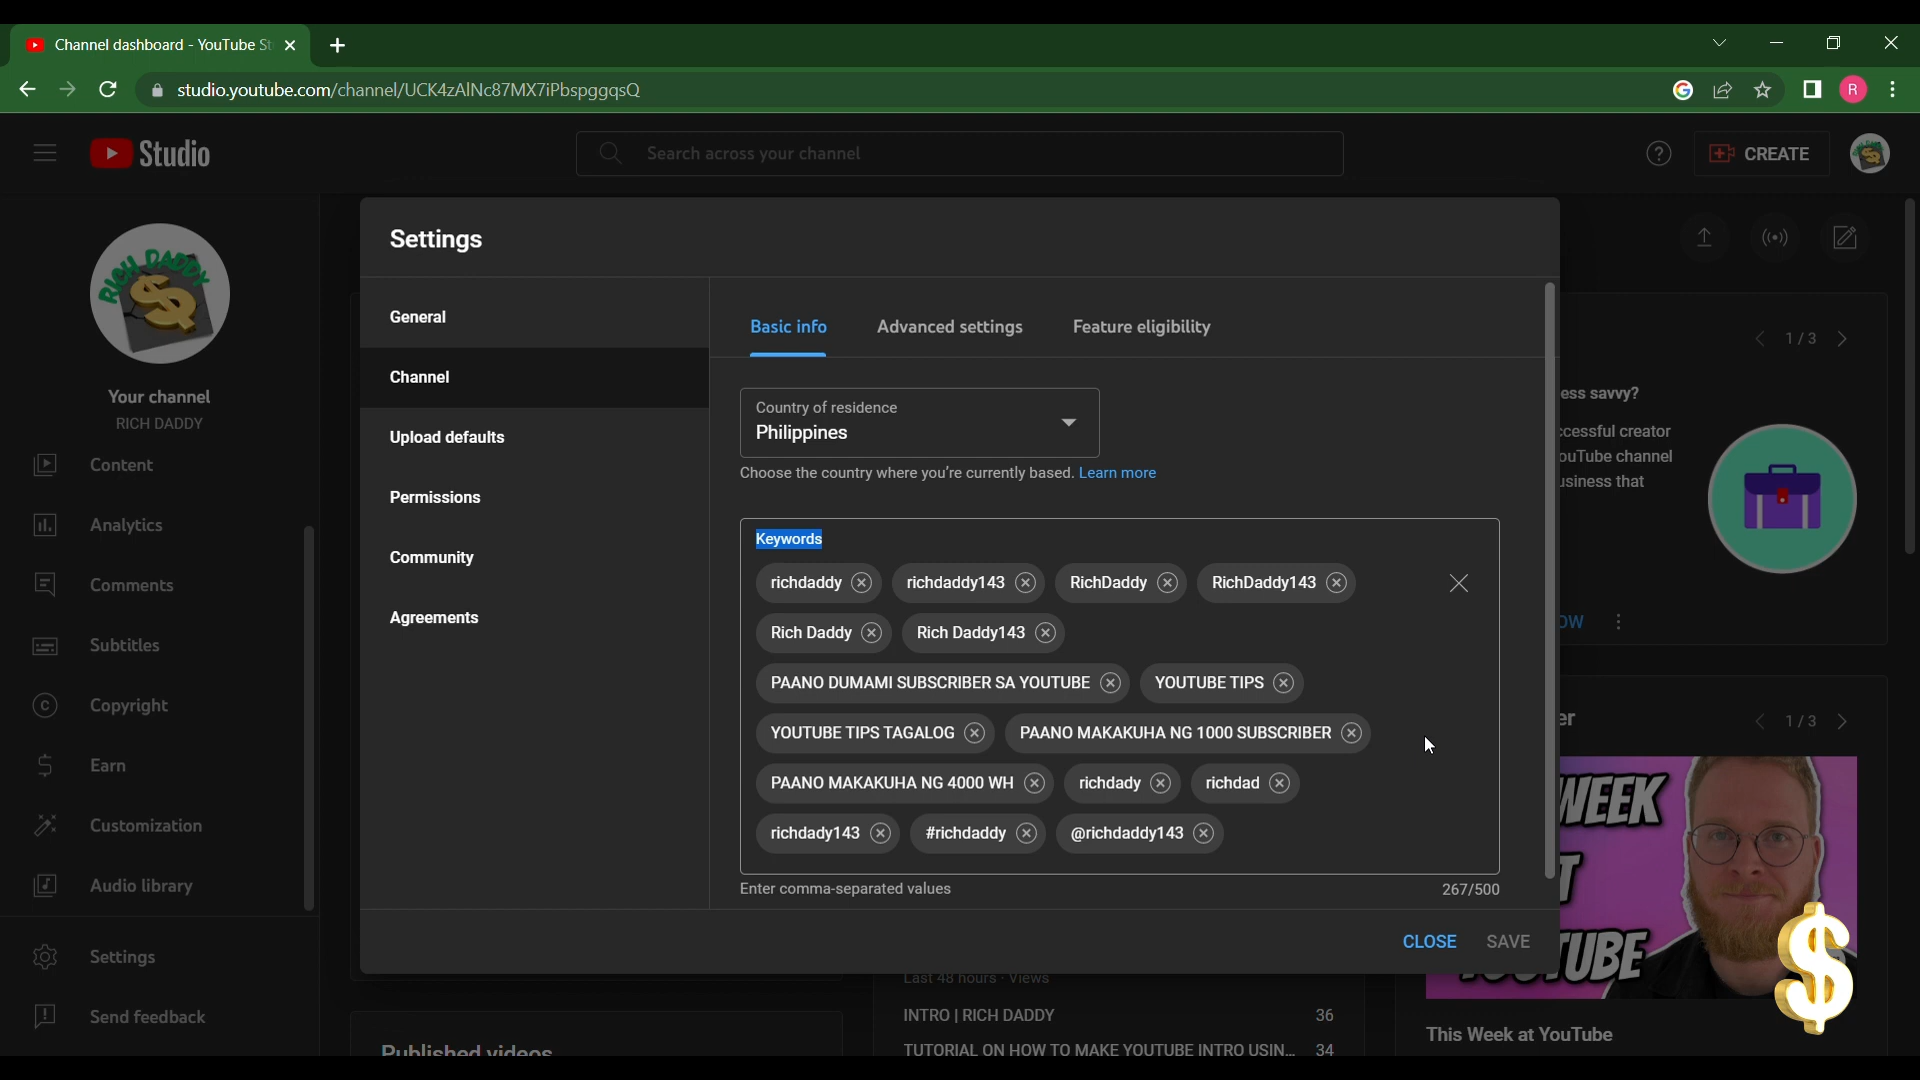 Channel dashboard - YouTube St
studio.youtube.com/channel/UCK4zAlNc87MX7iPbspggqsQ
R
Studio
Search across your channel
CREATE
RICH DADDY
Your channel
RICH DADDY
Content
Analytics
Comments
Subtitles
Copyright
Earn
Customization
Audio library
Settings
Send feedback
Settings
General
Channel
Upload defaults
Permissions
Community
Agreements
Basic info
Advanced settings
Feature eligibility
Country of residence
Philippines
Choose the country where you're currently based. Learn more
Keywords
richdaddy
richdaddy143
RichDaddy
RichDaddy143
Rich Daddy
Rich Daddy143
PAANO DUMAMI SUBSCRIBER SA YOUTUBE
YOUTUBE TIPS
YOUTUBE TIPS TAGALOG
PAANO MAKAKUHA NG 1000 SUBSCRIBER
PAANO MAKAKUHA NG 4000 WH
richdady
richdad
richdady143
#richdaddy
@richdaddy143
Enter comma-separated values
267/500
CLOSE
SAVE
1 / 3
ess savvy?
ccessful creator
ouTube channel
usiness that
OW
er
1 / 3
WEEK
T
TUBE
This Week at YouTube
Last 48 hours · Views
INTRO | RICH DADDY
36
TUTORIAL ON HOW TO MAKE YOUTUBE INTRO USIN...
34
Published videos